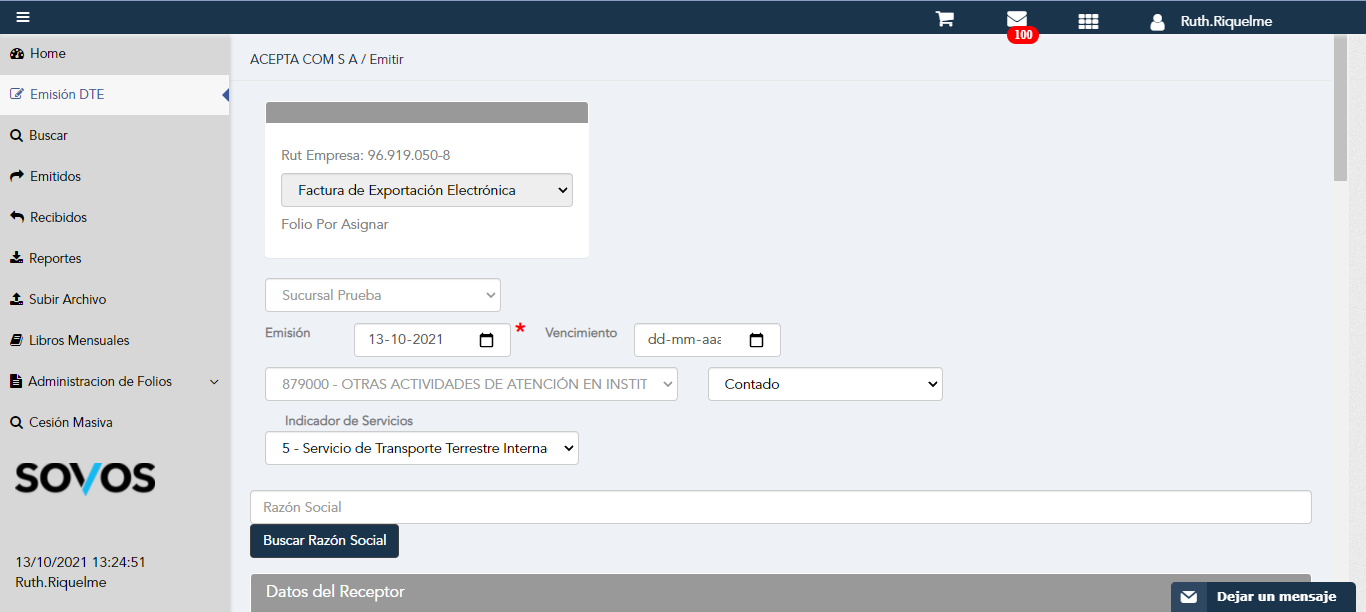 Ruth.Riquelme
100
Home
Emisión DTE
Buscar
Emitidos
Recibidos
Reportes
Subir Archivo
Libros Mensuales
Administracion de Folios
Cesión Masiva
SOVOS
13/10/2021 13:24:51
Ruth.Riquelme
ACEPTA COM S A / Emitir
Rut Empresa: 96.919.050-8
Factura de Exportación Electrónica
Folio Por Asignar
Sucursal Prueba
Emisión 13-10-2021 * Vencimiento dd-mm-aaa
879000 - OTRAS ACTIVIDADES DE ATENCIÓN EN INSTIT Contado
Indicador de Servicios
5 - Servicio de Transporte Terrestre Interna
Razón Social
Buscar Razón Social
Datos del Receptor
Dejar un mensaje